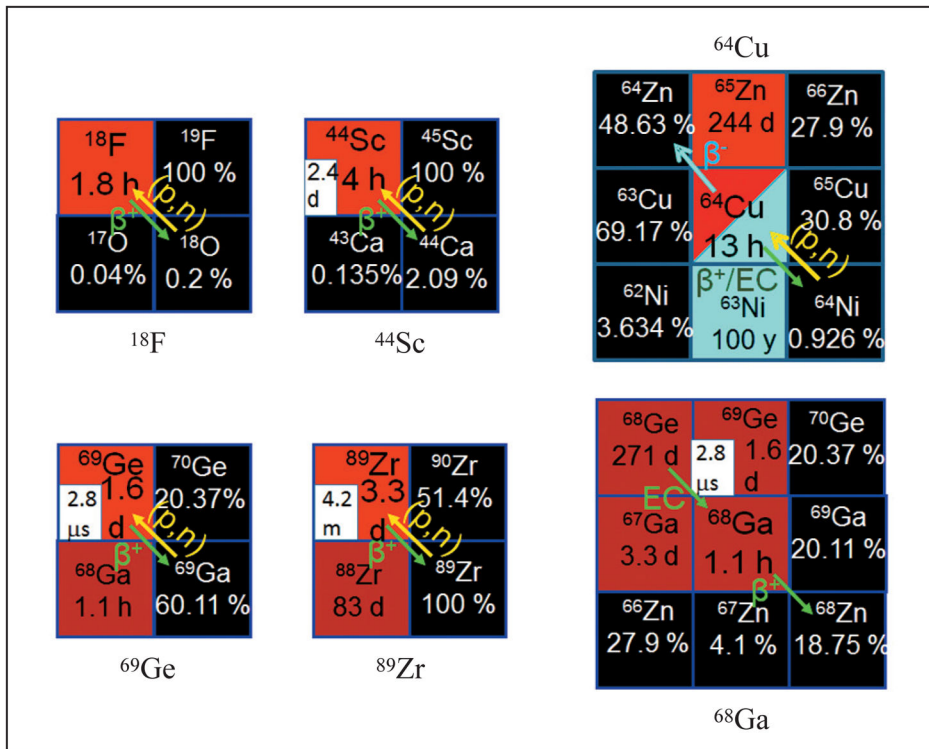 ¹⁸F
1.8 h
¹⁹F
100 %
(p,n)
β⁺
¹⁷O
0.04%
¹⁸O
0.2 %
¹⁸F
⁴⁴Sc
2.4 d
4 h
⁴⁵Sc
100 %
(p,n)
β⁺
⁴³Ca
0.135%
⁴⁴Ca
2.09 %
⁴⁴Sc
⁶⁴Cu
⁶⁴Zn
48.63 %
⁶⁵Zn
244 d
⁶⁶Zn
27.9 %
β⁻
⁶³Cu
69.17 %
⁶⁴Cu
13 h
⁶⁵Cu
30.8 %
(p,n)
β⁺/EC
⁶²Ni
3.634 %
⁶³Ni
100 y
⁶⁴Ni
0.926 %
⁶⁹Ge
1.6
d
2.8
μs
⁷⁰Ge
20.37%
(p,n)
β⁺
⁶⁸Ga
1.1 h
⁶⁹Ga
60.11 %
⁶⁹Ge
⁸⁹Zr
3.3
d
4.2
m
⁹⁰Zr
51.4%
(p,n)
β⁺
⁸⁸Zr
83 d
⁸⁹Zr
100 %
⁸⁹Zr
⁶⁸Ge
271 d
⁶⁹Ge
1.6
d
2.8
μs
⁷⁰Ge
20.37 %
EC
⁶⁷Ga
3.3 d
⁶⁸Ga
1.1 h
⁶⁹Ga
20.11 %
β⁺
⁶⁶Zn
27.9 %
⁶⁷Zn
4.1 %
⁶⁸Zn
18.75 %
⁶⁸Ga